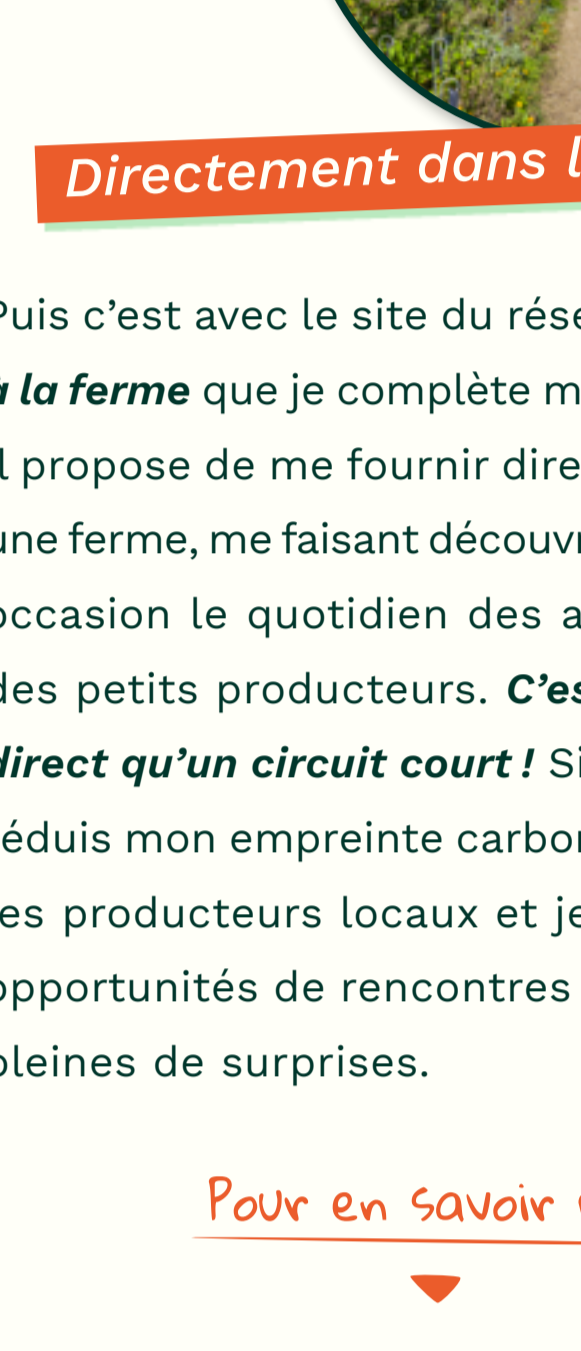 Directement dans l
Puis c’est avec le site du rése
à la ferme que je complète m
Il propose de me fournir dire
une ferme, me faisant découvr
occasion le quotidien des a
des petits producteurs. C’es
direct qu’un circuit court ! Si
réduis mon empreinte carbon
les producteurs locaux et je
opportunités de rencontres
pleines de surprises.
Pour en savoir